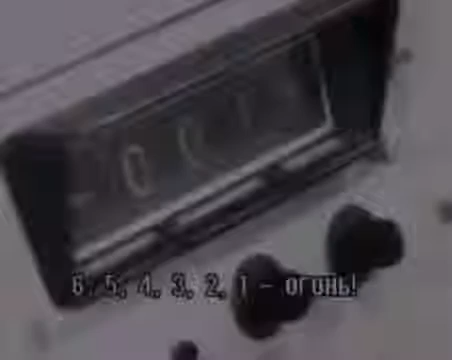 6, 5, 4, 3, 2, 1 – огонь!